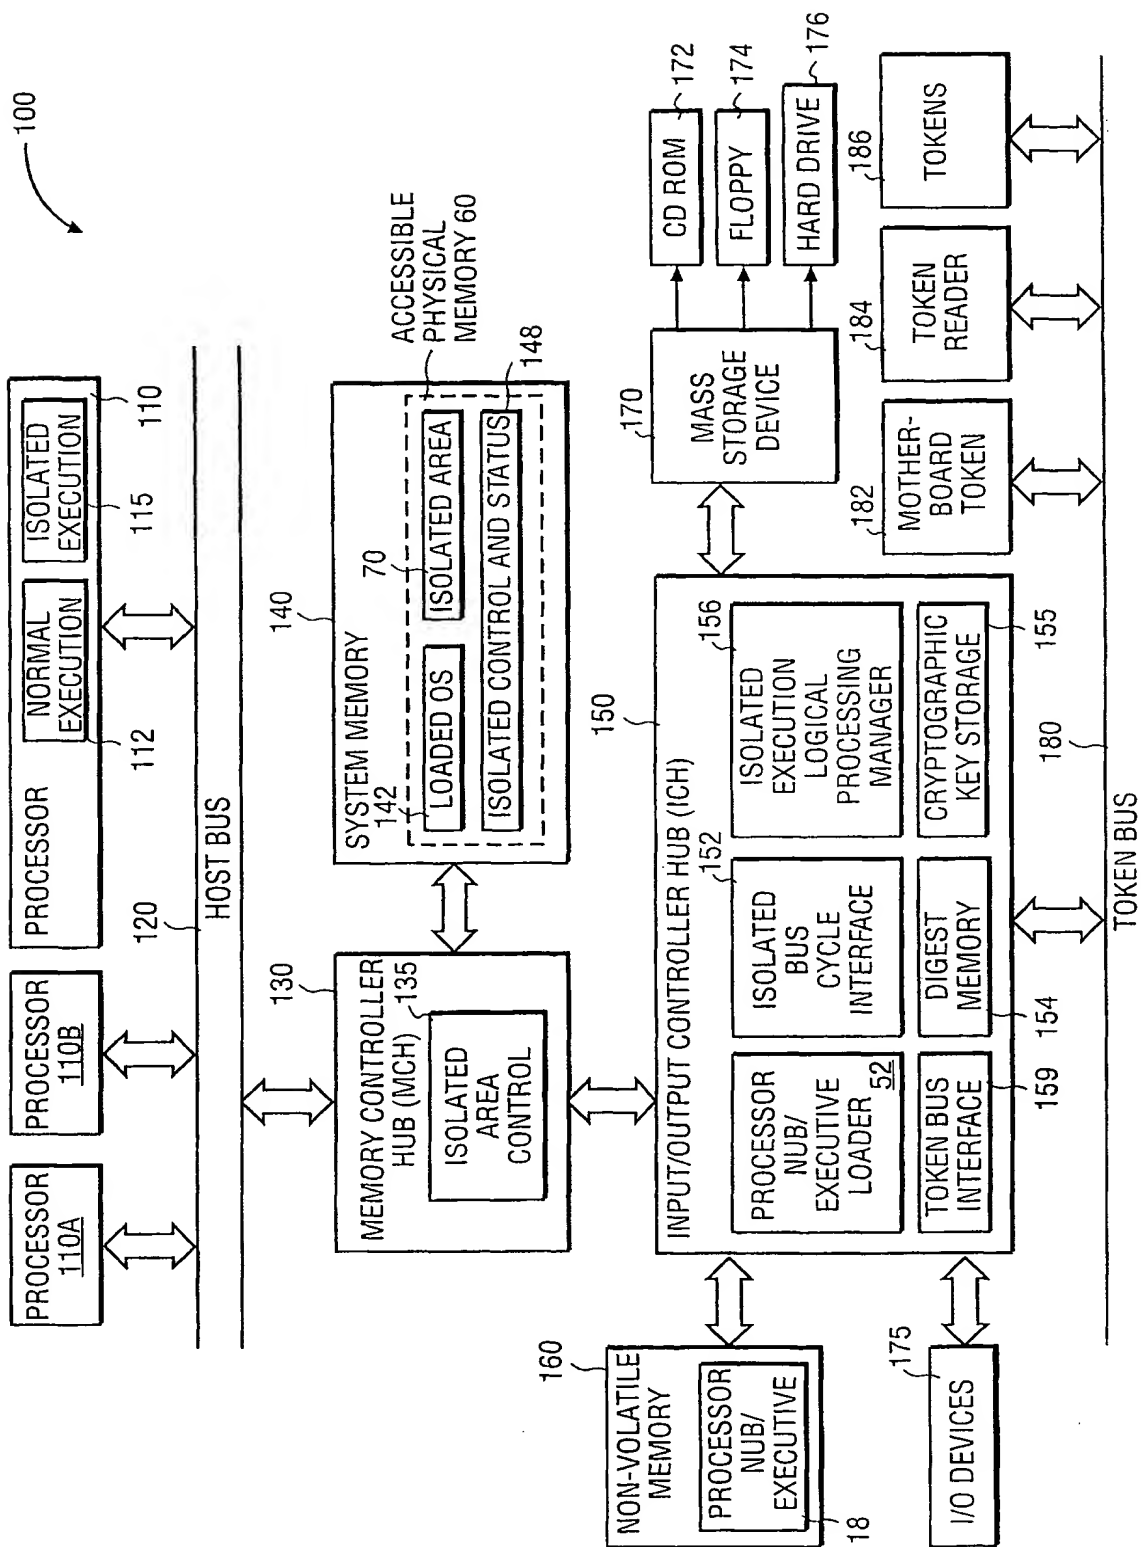 100
PROCESSOR
110A
PROCESSOR
110B
PROCESSOR
NORMAL
EXECUTION
112
ISOLATED
EXECUTION
115
110
120
HOST BUS
130
MEMORY CONTROLLER
HUB (MCH)
135
ISOLATED
AREA
CONTROL
140
SYSTEM MEMORY
142
LOADED OS
70
ISOLATED AREA
ISOLATED CONTROL AND STATUS
148
ACCESSIBLE
PHYSICAL
MEMORY 60
150
INPUT/OUTPUT CONTROLLER HUB (ICH)
PROCESSOR
NUB/
EXECUTIVE
LOADER
52
152
ISOLATED
BUS
CYCLE
INTERFACE
156
ISOLATED
EXECUTION
LOGICAL
PROCESSING
MANAGER
TOKEN BUS
INTERFACE
159
DIGEST
MEMORY
154
CRYPTOGRAPHIC
KEY STORAGE
155
160
NON-VOLATILE
MEMORY
PROCESSOR
NUB/
EXECUTIVE
18
175
I/O DEVICES
170
MASS
STORAGE
DEVICE
CD ROM
172
FLOPPY
174
HARD DRIVE
176
182
MOTHER-
BOARD
TOKEN
184
TOKEN
READER
186
TOKENS
180
TOKEN BUS